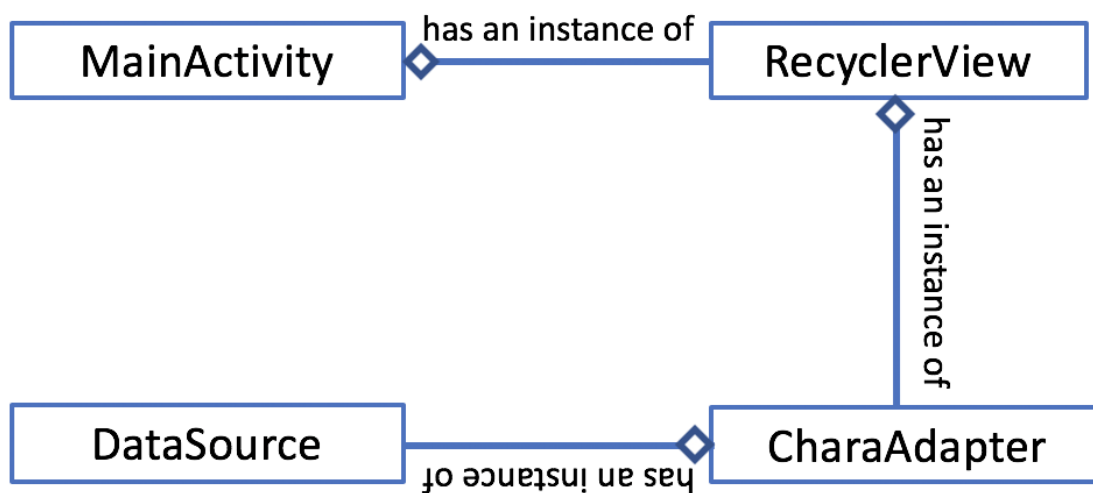 has an instance of
MainActivity
RecyclerView
has an instance of
DataSource
CharaAdapter
has an instance of